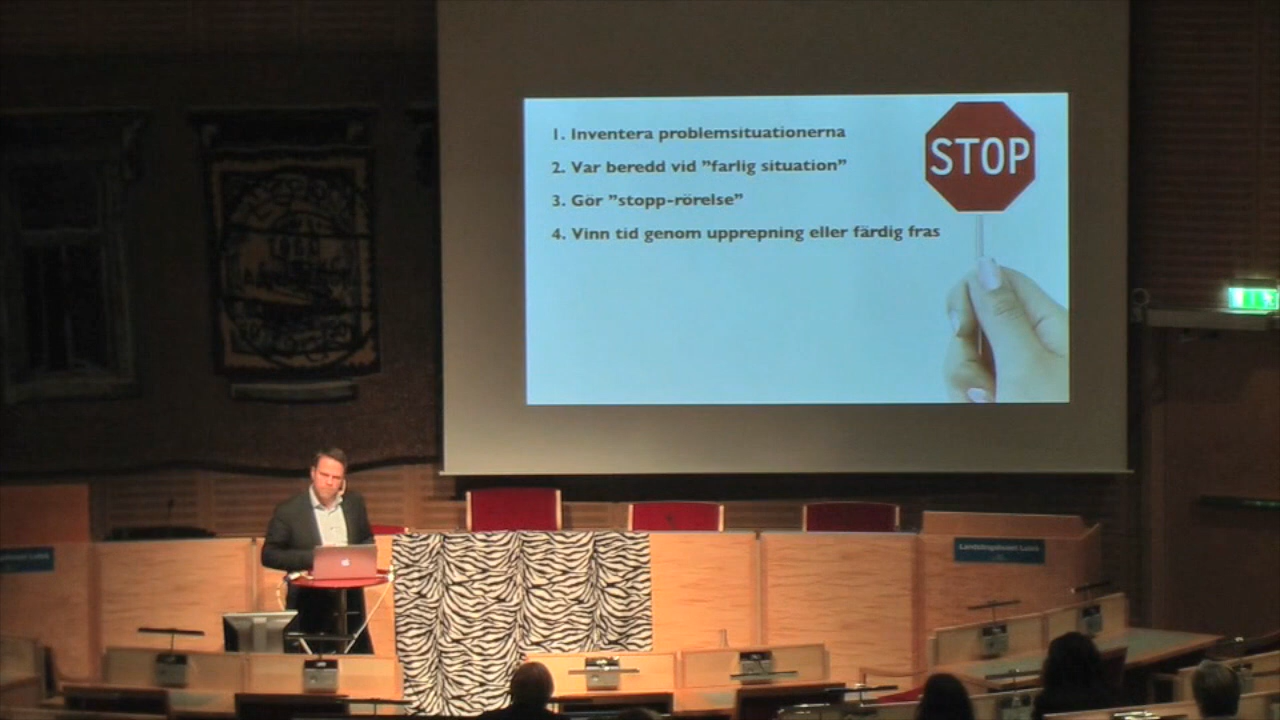 1. Inventera problemsituationerna
2. Var beredd vid ”farlig situation”
3. Gör ”stopp-rörelse”
4. Vinn tid genom upprepning eller färdig fras
STOP